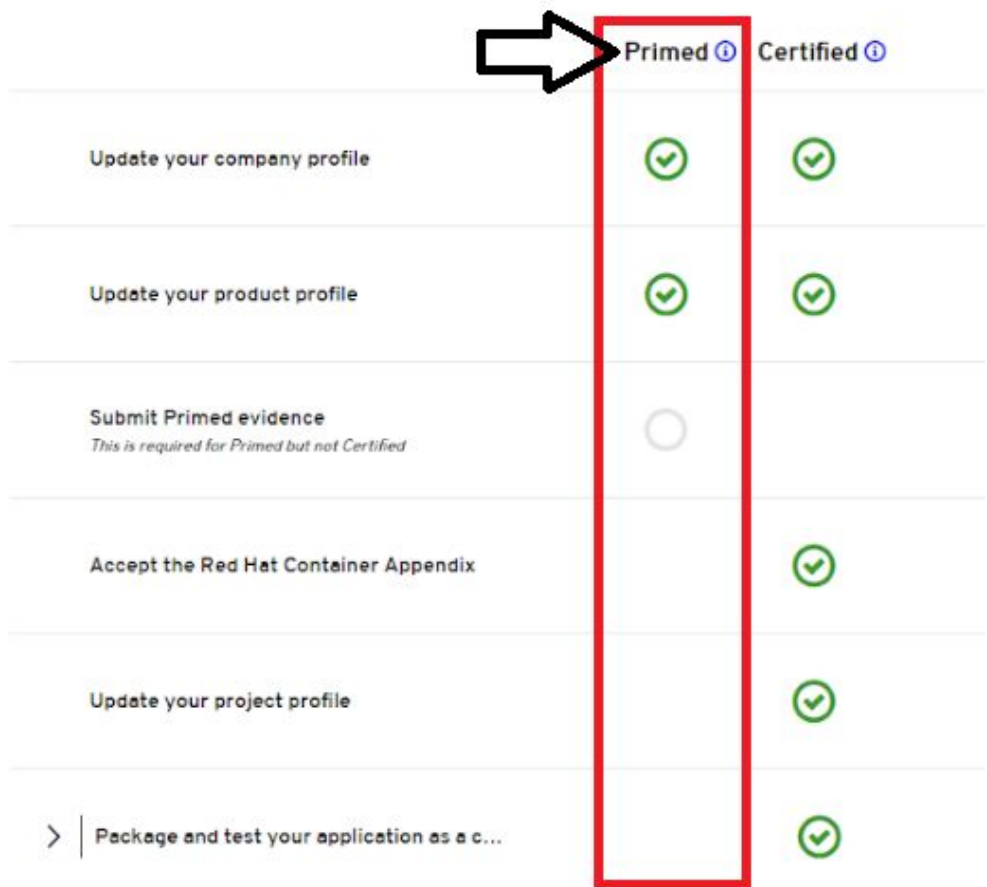 Primed Certified
Update your company profile
Update your product profile
Submit Primed evidence
This is required for Primed but not Certified
Accept the Red Hat Container Appendix
Update your project profile
Package and test your application as a c...